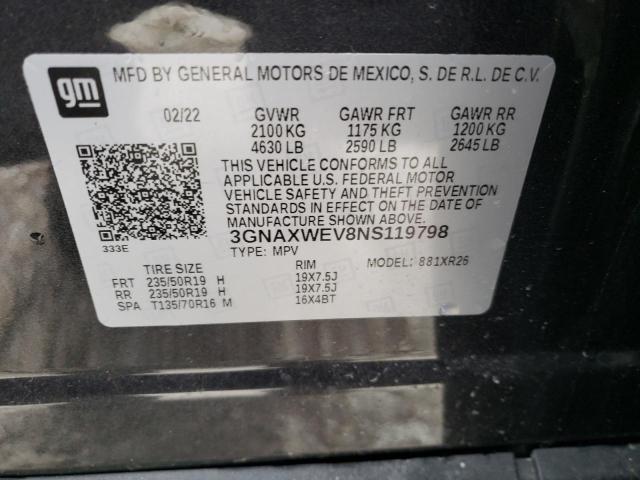 gm
MFD BY GENERAL MOTORS DE MEXICO, S. DE R.L. DE C.V.
02/22 GVWR GAWR FRT GAWR RR
2100 KG 1175 KG 1200 KG
4630 LB 2590 LB 2645 LB
THIS VEHICLE CONFORMS TO ALL
APPLICABLE U.S. FEDERAL MOTOR
VEHICLE SAFETY AND THEFT PREVENTION
STANDARDS IN EFFECT ON THE DATE OF
MANUFACTURE SHOWN ABOVE.
333E 3GNAXWEV8NS119798
TYPE: MPV MODEL: 881XR26
TIRE SIZE RIM
FRT 235/50R19 H 19X7.5J
RR 235/50R19 H 19X7.5J
SPA T135/70R16 M 16X4BT